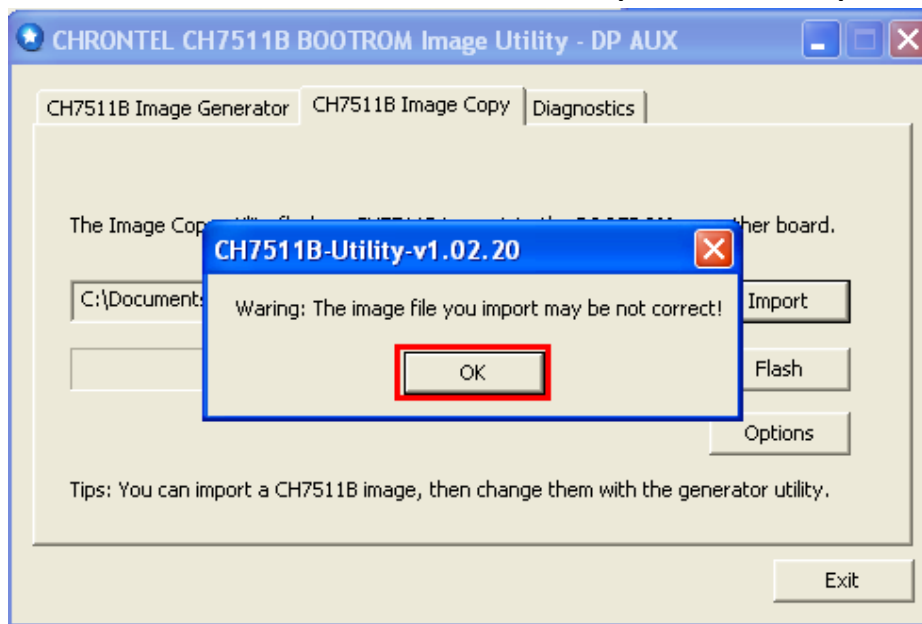 CHRONTEL CH7511B BOOTROM Image Utility - DP AUX
CH7511B Image Generator CH7511B Image Copy Diagnostics
The Image Cop ther board.
CH7511B-Utility-v1.02.20
C:\Document Import
Waring: The image file you import may be not correct!
OK
Flash
Options
Tips: You can import a CH7511B image, then change them with the generator utility.
Exit